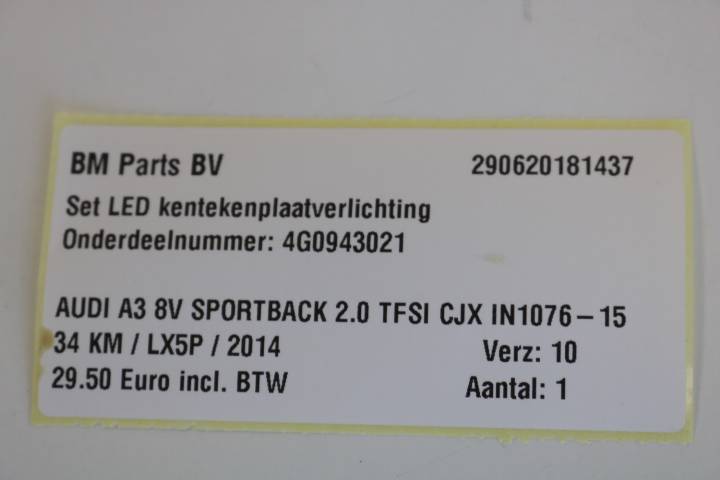 BM Parts BV 290620181437
Set LED kentekenplaatverlichting
Onderdeelnummer: 4G0943021
AUDI A3 8V SPORTBACK 2.0 TFSI CJX IN1076-15
34 KM / LX5P / 2014 Verz: 10
29.50 Euro incl. BTW Aantal: 1